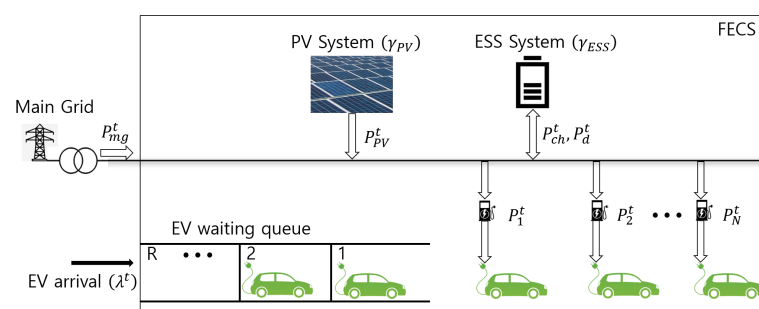 FECS
PV System (γ_PV)
ESS System (γ_ESS)
Main Grid
P^t_mg
P^t_PV
P^t_ch, P^t_d
P^t_1
P^t_2
•••
P^t_N
EV waiting queue
R
•••
2
1
EV arrival (λ^t)